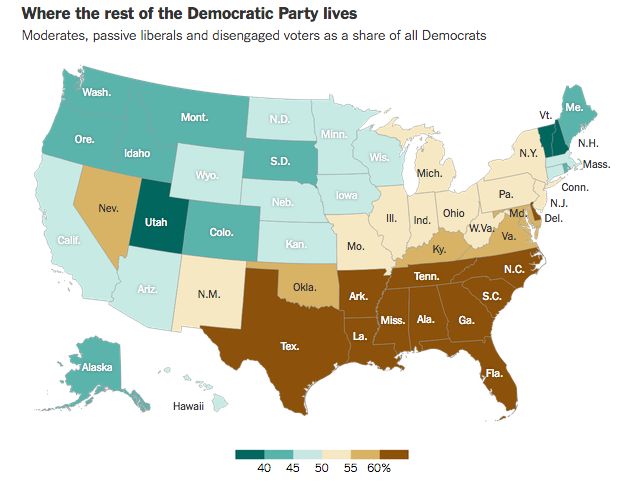 Where the rest of the Democratic Party lives
Moderates, passive liberals and disengaged voters as a share of all Democrats
Wash.
Mont.
N.D.
Minn.
Vt.
Me.
Ore.
Idaho
S.D.
Wis.
Mich.
N.Y.
N.H.
Mass.
Wyo.
Conn.
Nev.
Utah
Colo.
Neb.
Iowa
Ill.
Ind.
Ohio
Pa.
N.J.
Md.
Del.
Calif.
Kan.
Mo.
W.Va.
Va.
Ky.
Ariz.
N.M.
Okla.
Ark.
Tenn.
N.C.
S.C.
Tex.
La.
Miss.
Ala.
Ga.
Fla.
Alaska
Hawaii
40 45 50 55 60%